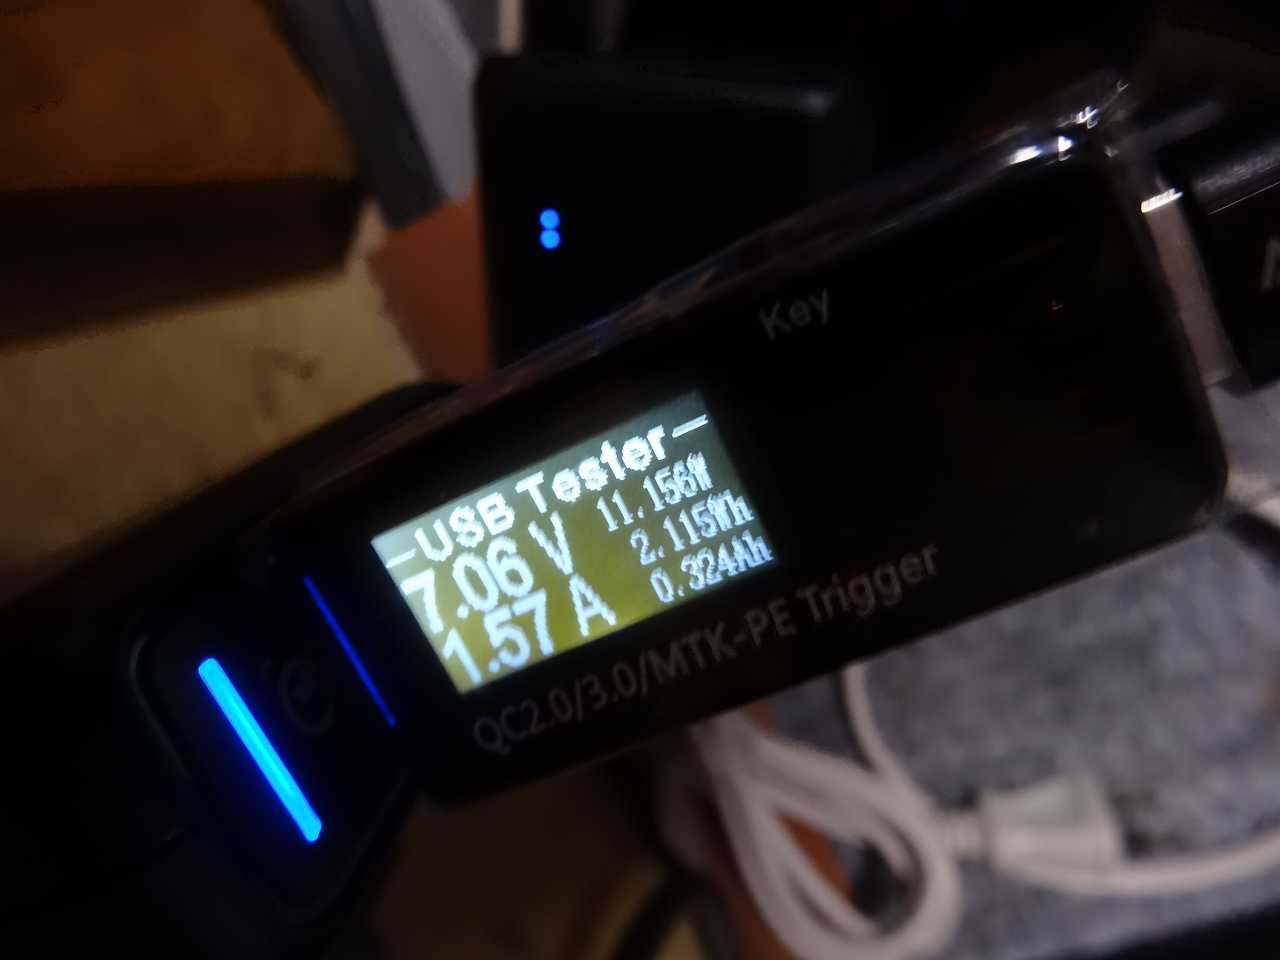 Key
-USB Tester-
7.06 V
11.156W
2.115Wh
1.57 A
0.324Ah
QC2.0/3.0/MTK-PE Trigger